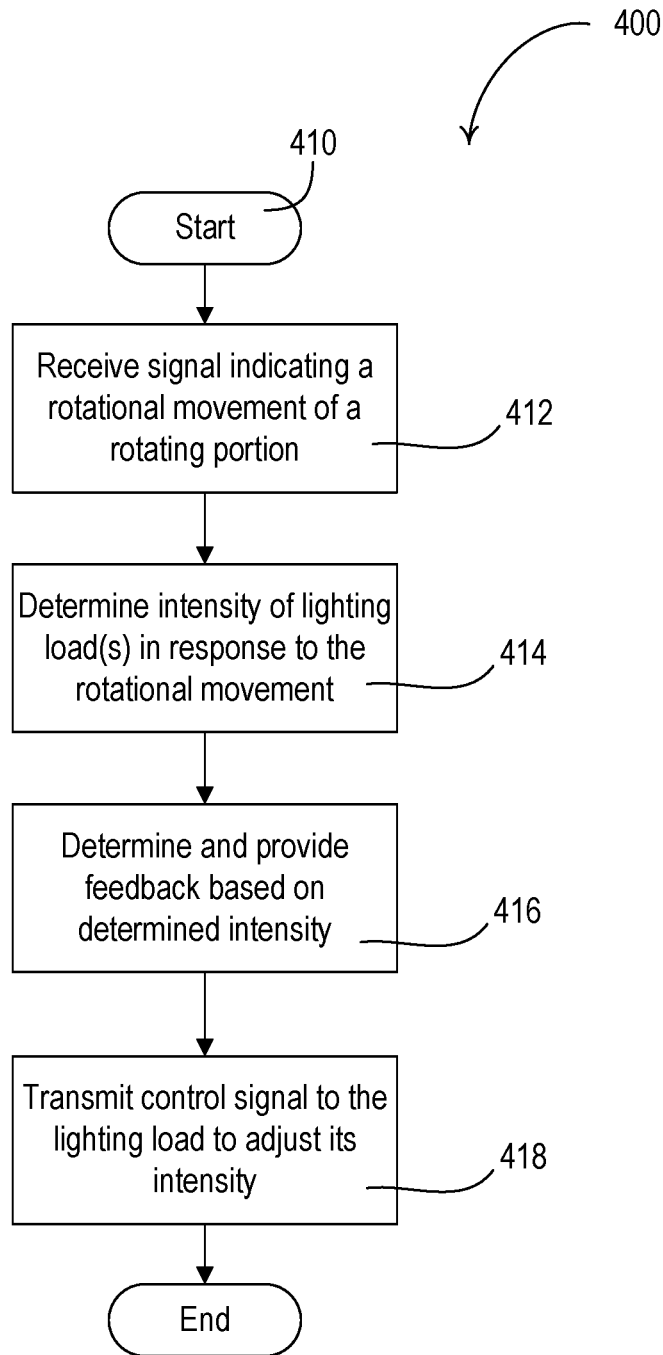 400
410
Start
Receive signal indicating a
rotational movement of a
rotating portion
412
Determine intensity of lighting
load(s) in response to the
rotational movement
414
Determine and provide
feedback based on
determined intensity
416
Transmit control signal to the
lighting load to adjust its
intensity
418
End